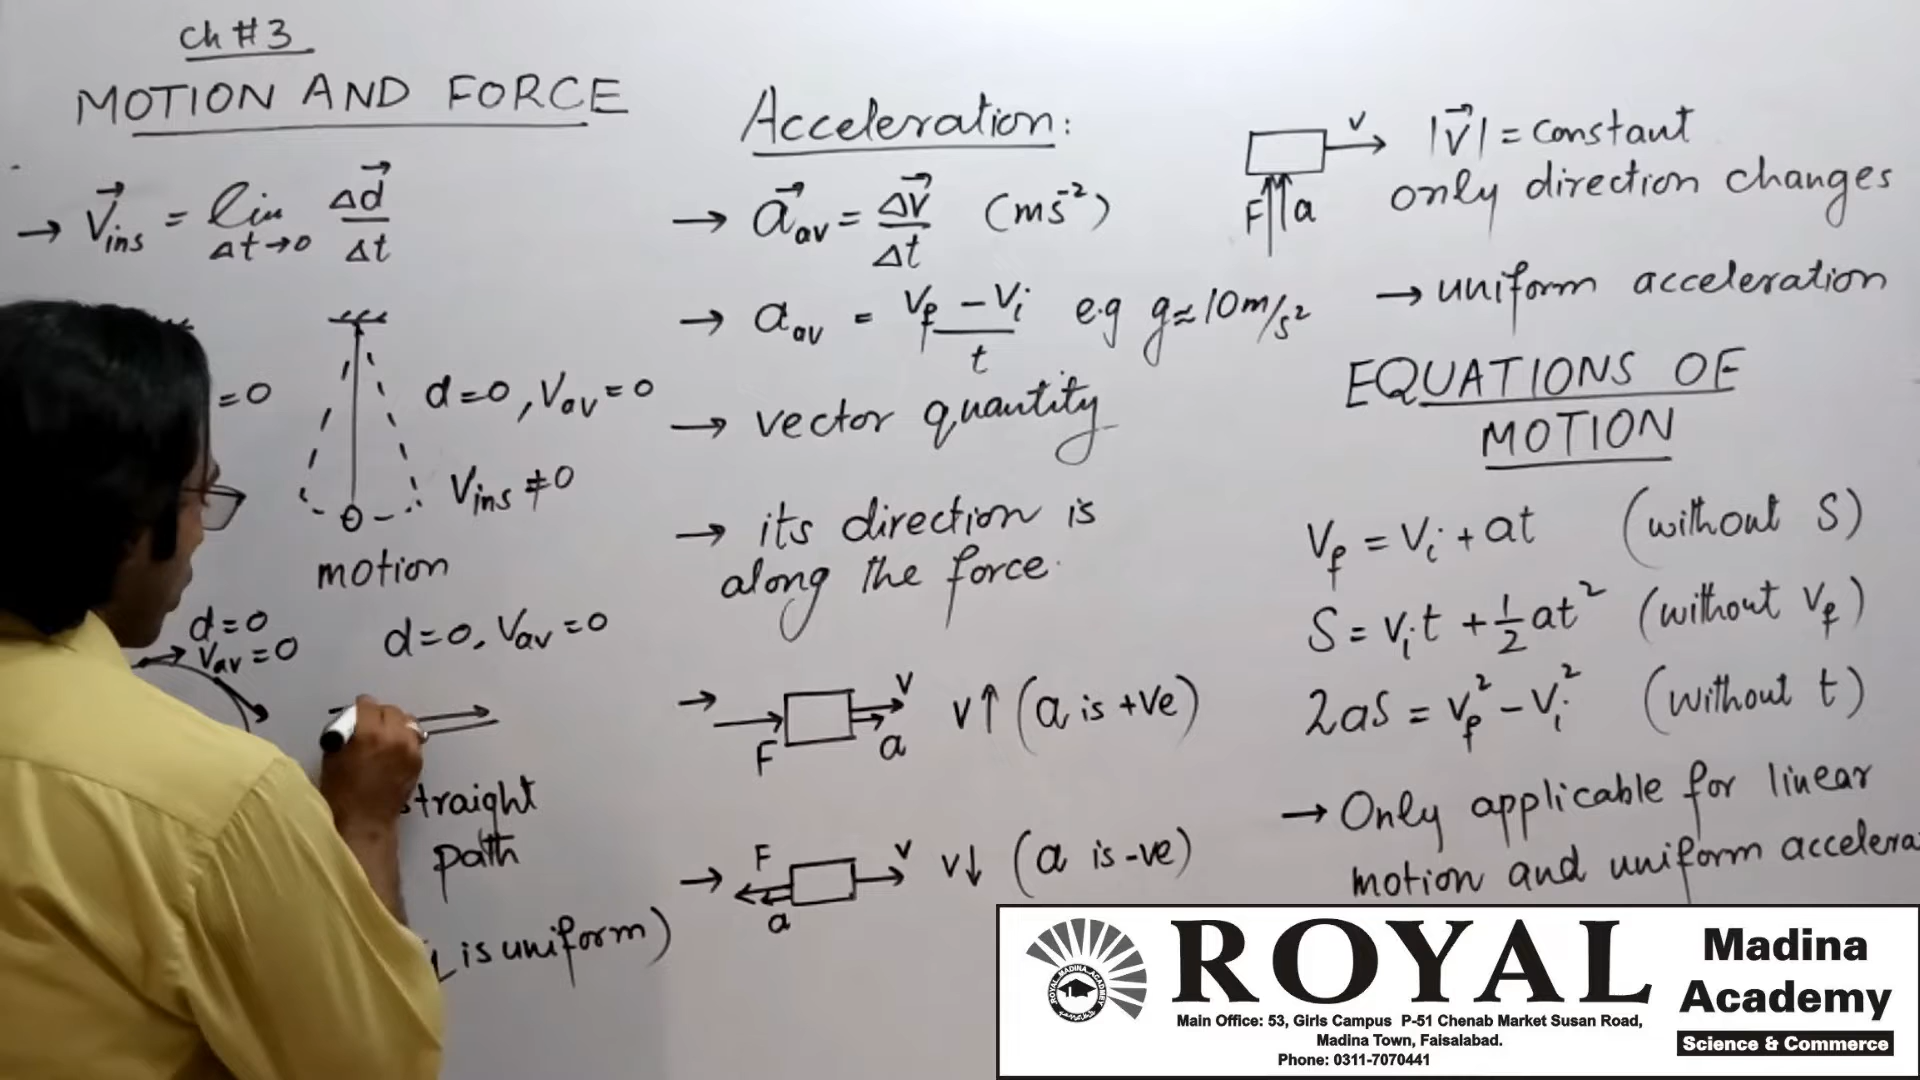 Ch # 3
MOTION AND FORCE
→ V⃗ins = lim Δd⃗/Δt
Δt→0
=0
d=0, Vav=0
Vins ≠ 0
motion
d=0
Vav=0
d=0, Vav=0
straight
path
is uniform)
Acceleration:
→ a⃗av = Δv⃗/Δt (ms⁻²)
→ aav = (Vf - Vi)/t e.g g≈10m/s²
→ vector quantity
→ its direction is
along the force.
→ F v a v↑ (a is +ve)
→ F a v v↓ (a is -ve)
v |v⃗| = constant
only direction changes
F a
→ uniform acceleration
EQUATIONS OF
MOTION
Vf = Vi + at (without S)
S = Vit + ½at² (without Vf)
2aS = Vf² - Vi² (without t)
→ Only applicable for linear
motion and uniform accelera
ROYAL
Madina
Academy
Science & Commerce
ROYAL MADINA ACADEMY
Main Office: 53, Girls Campus P-51 Chenab Market Susan Road,
Madina Town, Faisalabad.
Phone: 0311-7070441